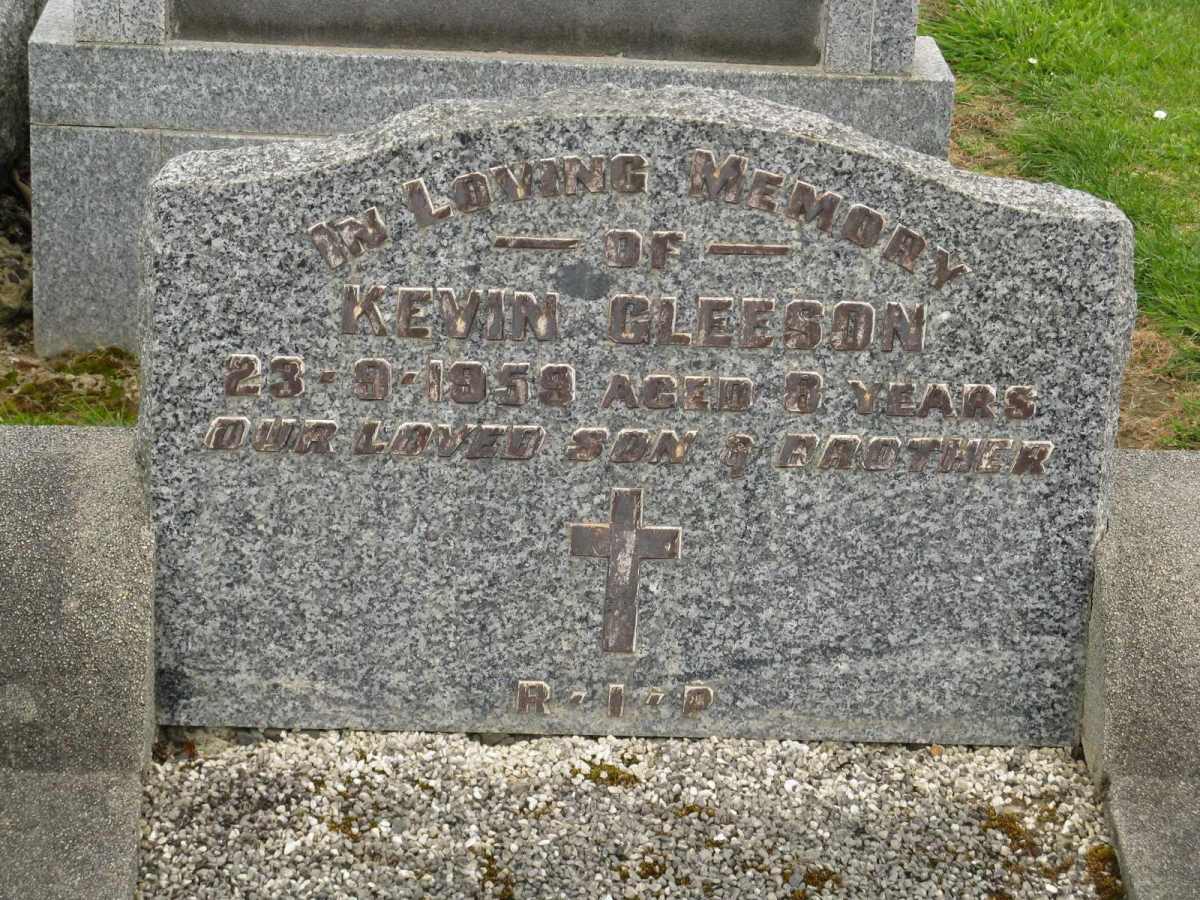 IN LOVING MEMORY
— OF —
KEVIN GLEESON
23-9-1959 AGED 8 YEARS
OUR LOVED SON & BROTHER
R-I-P